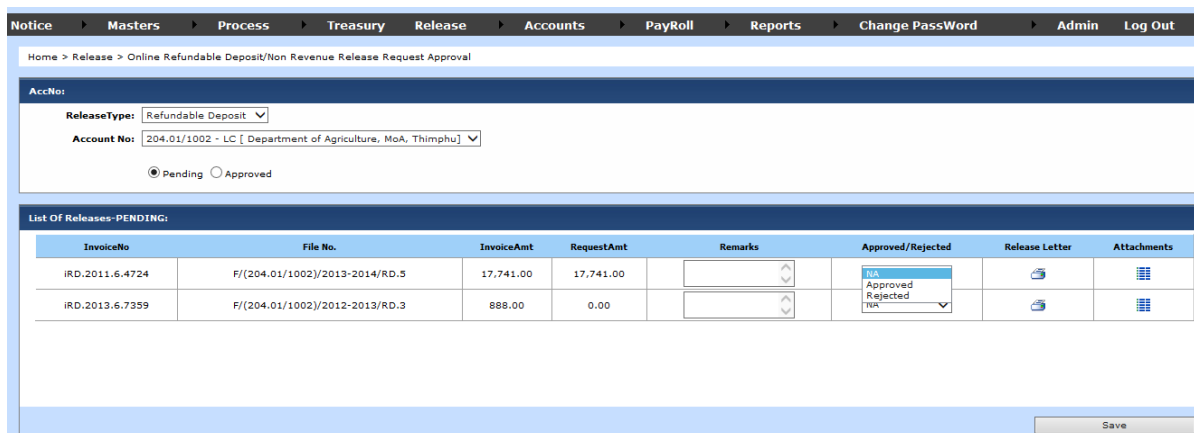 Notice Masters Process Treasury Release Accounts PayRoll Reports Change PassWord Admin Log Out
Home > Release > Online Refundable Deposit/Non Revenue Release Request Approval
AccNo:
ReleaseType: Refundable Deposit
Account No: 204.01/1002 - LC [ Department of Agriculture, MoA, Thimphu]
Pending Approved
List Of Releases-PENDING:
InvoiceNo File No. InvoiceAmt RequestAmt Remarks Approved/Rejected Release Letter Attachments
iRD.2011.6.4724 F/(204.01/1002)/2013-2014/RD.5 17,741.00 17,741.00 NA
Approved
Rejected
iRD.2013.6.7359 F/(204.01/1002)/2012-2013/RD.3 888.00 0.00 NA
Save